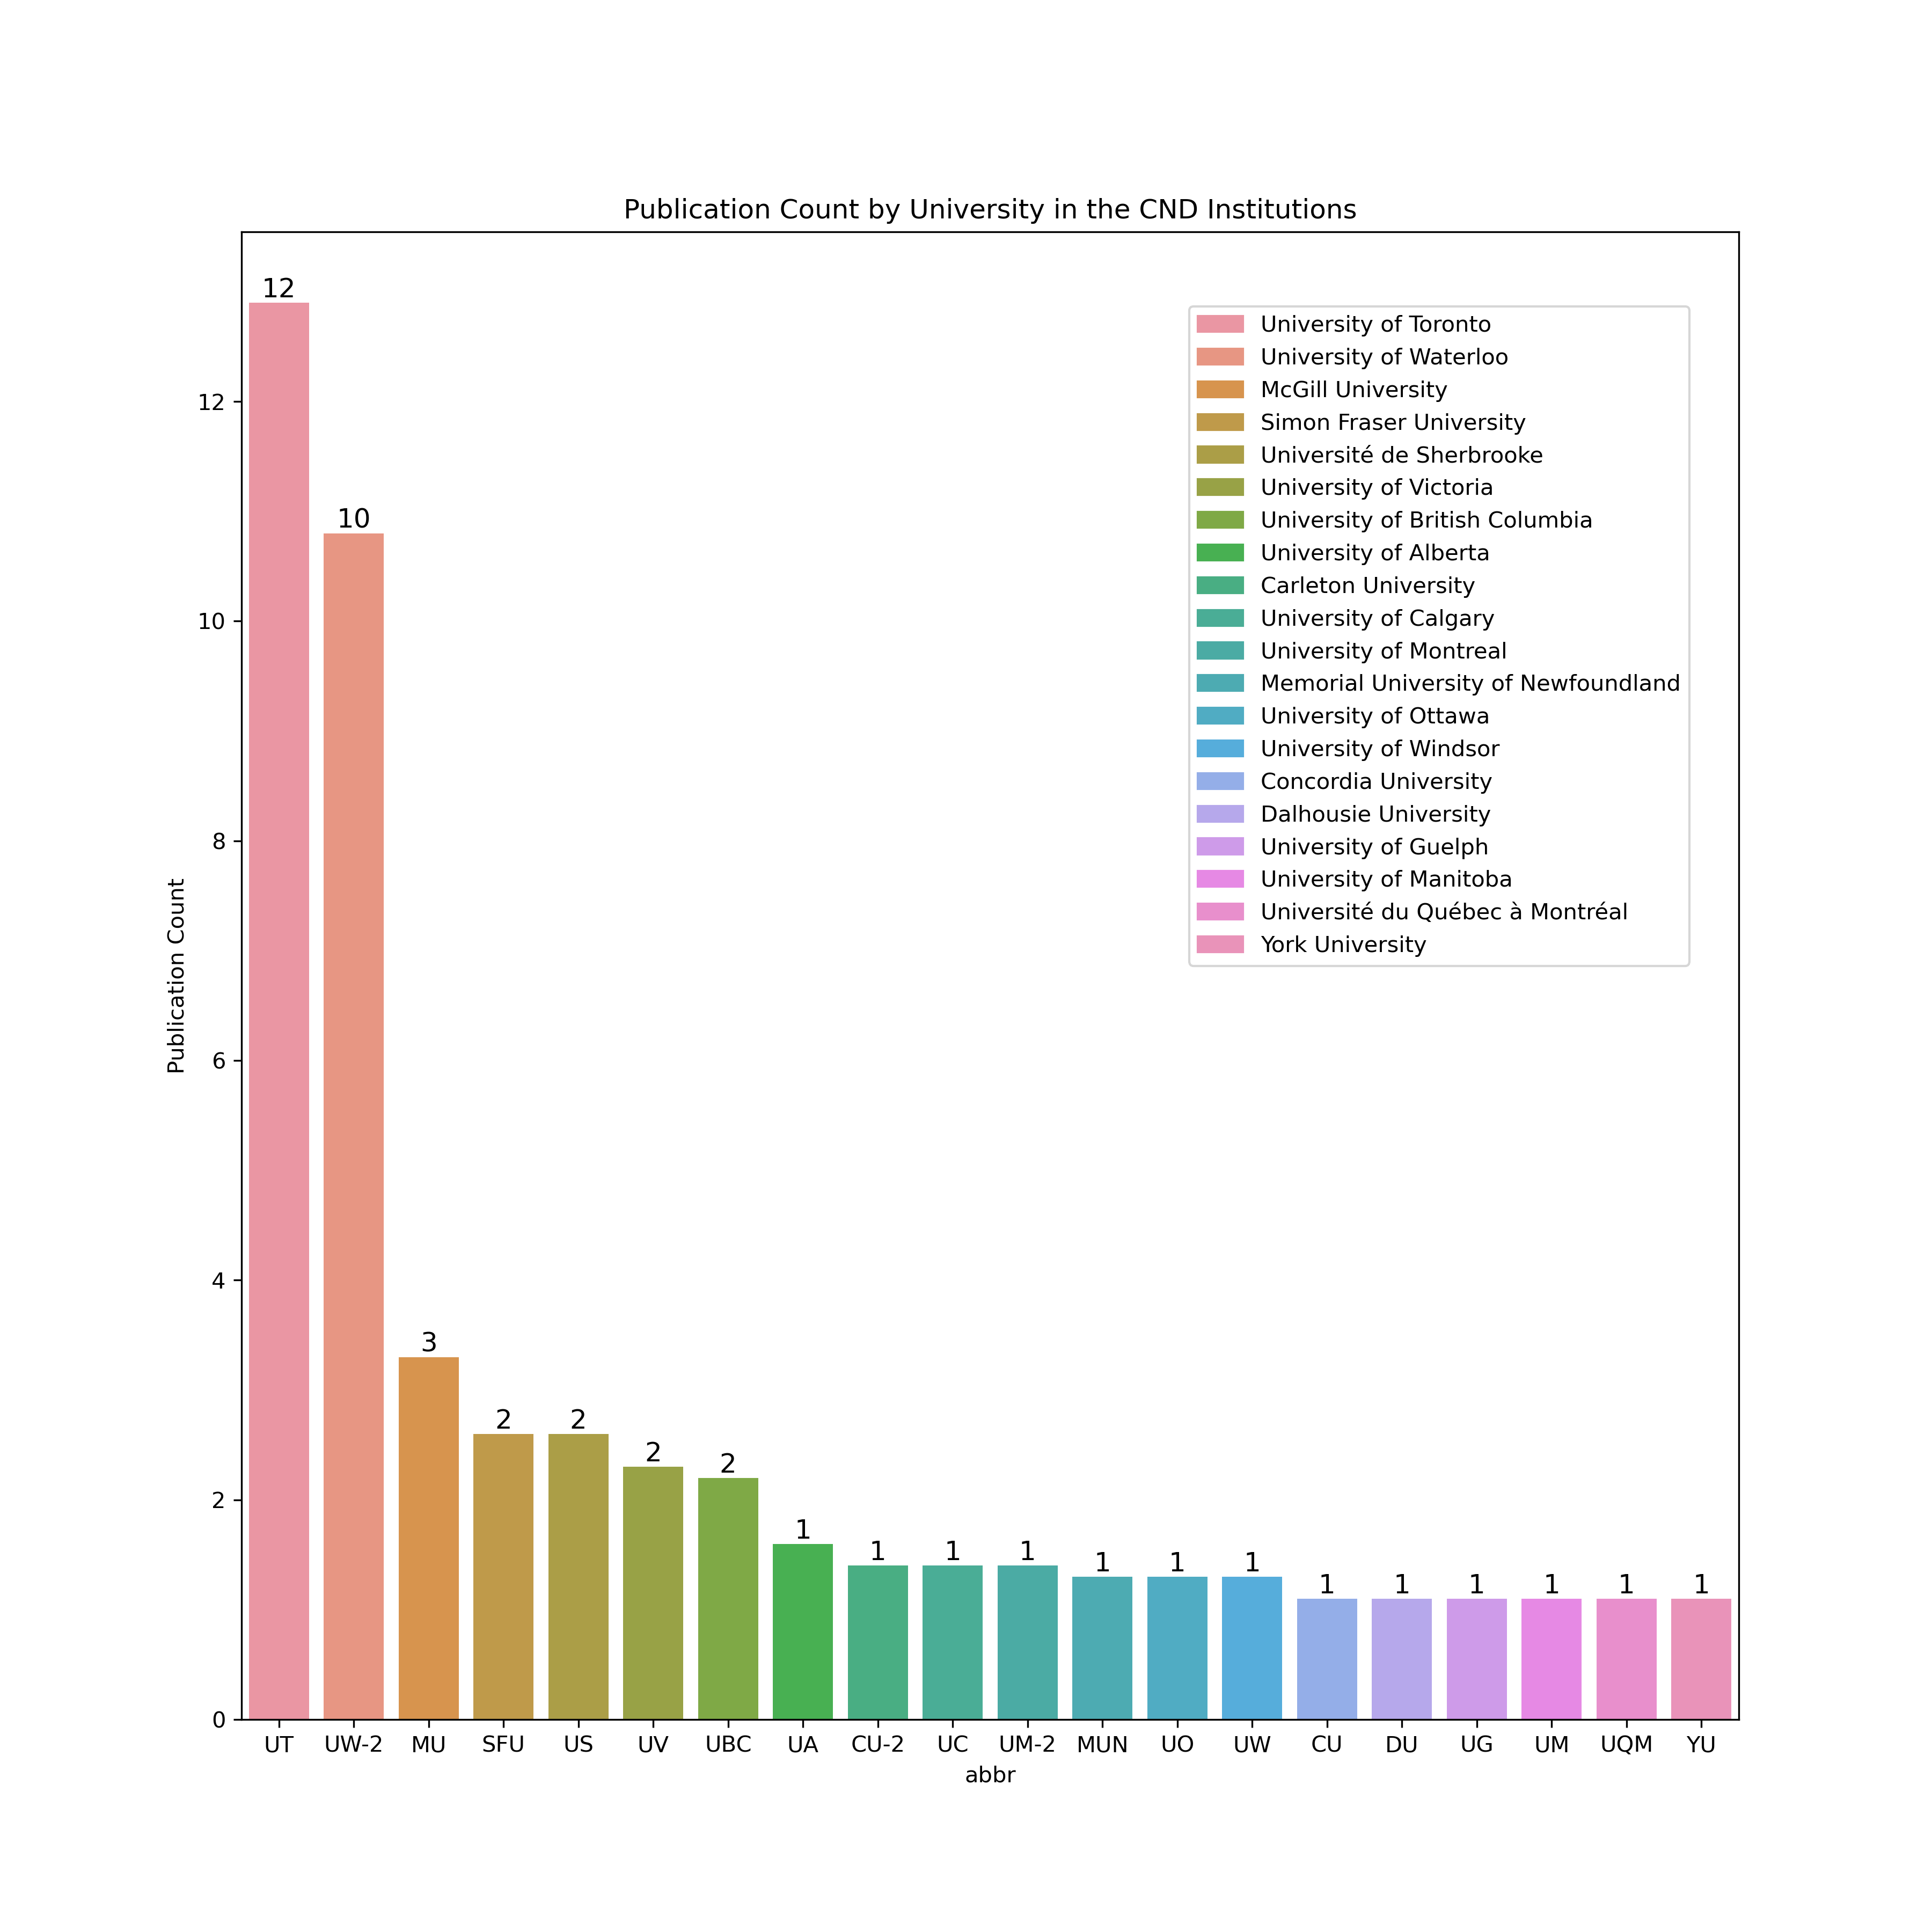 Publication Count by University in the CND Institutions
12
10
3
2
2
2
2
1
1
1
1
1
1
1
1
1
1
1
1
1
University of Toronto
University of Waterloo
McGill University
Simon Fraser University
Université de Sherbrooke
University of Victoria
University of British Columbia
University of Alberta
Carleton University
University of Calgary
University of Montreal
Memorial University of Newfoundland
University of Ottawa
University of Windsor
Concordia University
Dalhousie University
University of Guelph
University of Manitoba
Université du Québec à Montréal
York University
12
10
8
6
4
2
0
Publication Count
UT UW-2 MU SFU US UV UBC UA CU-2 UC UM-2 MUN UO UW CU DU UG UM UQM YU
abbr